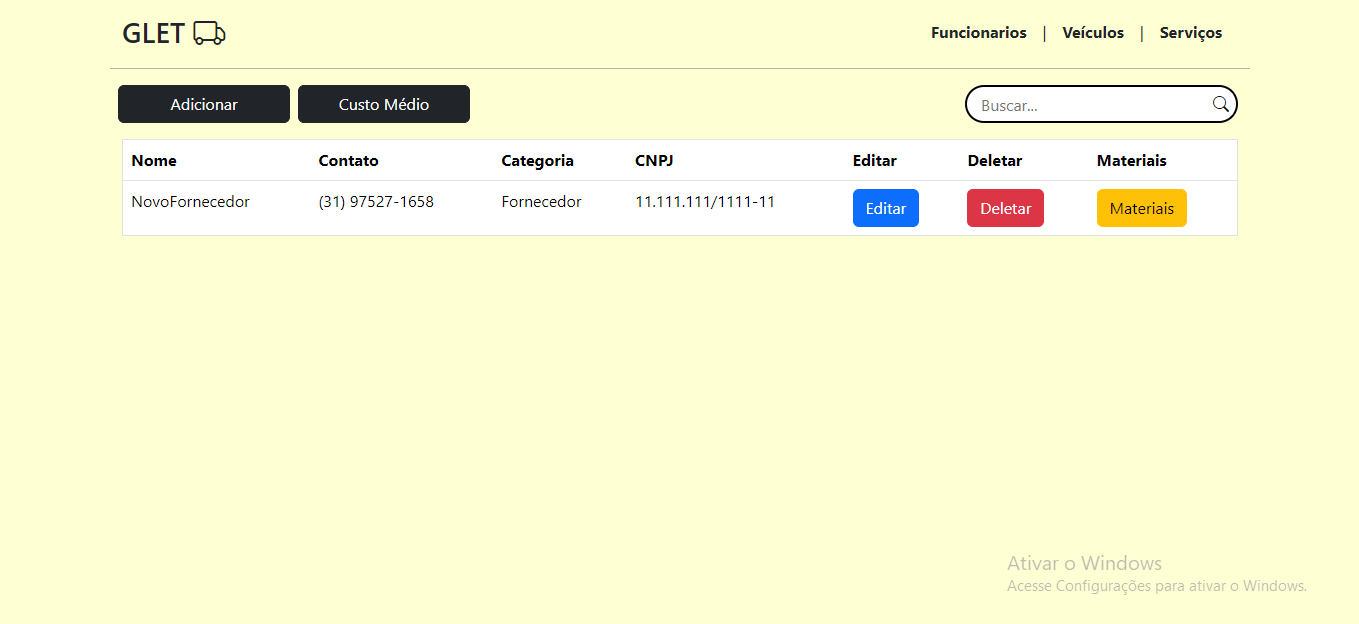 GLET
Funcionarios | Veículos | Serviços
Adicionar Custo Médio Buscar...
Nome Contato Categoria CNPJ Editar Deletar Materiais
NovoFornecedor (31) 97527-1658 Fornecedor 11.111.111/1111-11 Editar Deletar Materiais
Ativar o Windows
Acesse Configurações para ativar o Windows.